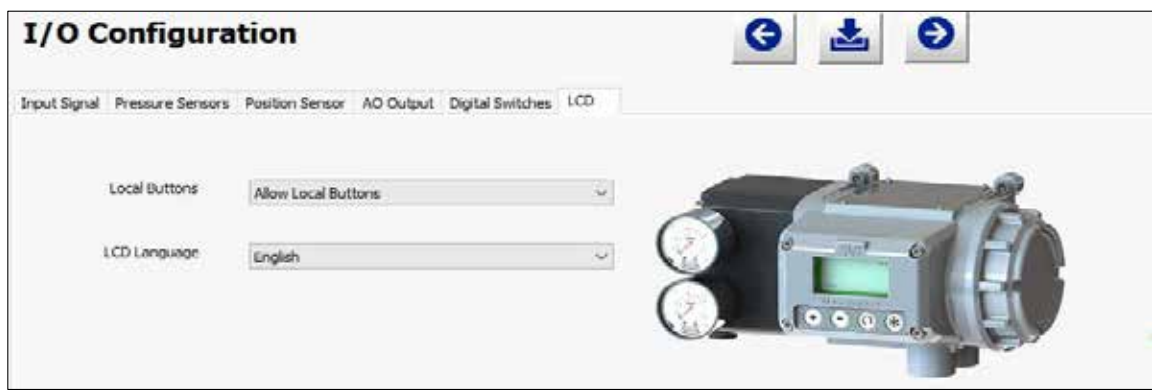 I/O Configuration
Input Signal Pressure Sensors Position Sensor AO Output Digital Switches LCD
Local Buttons Allow Local Buttons
LCD Language English